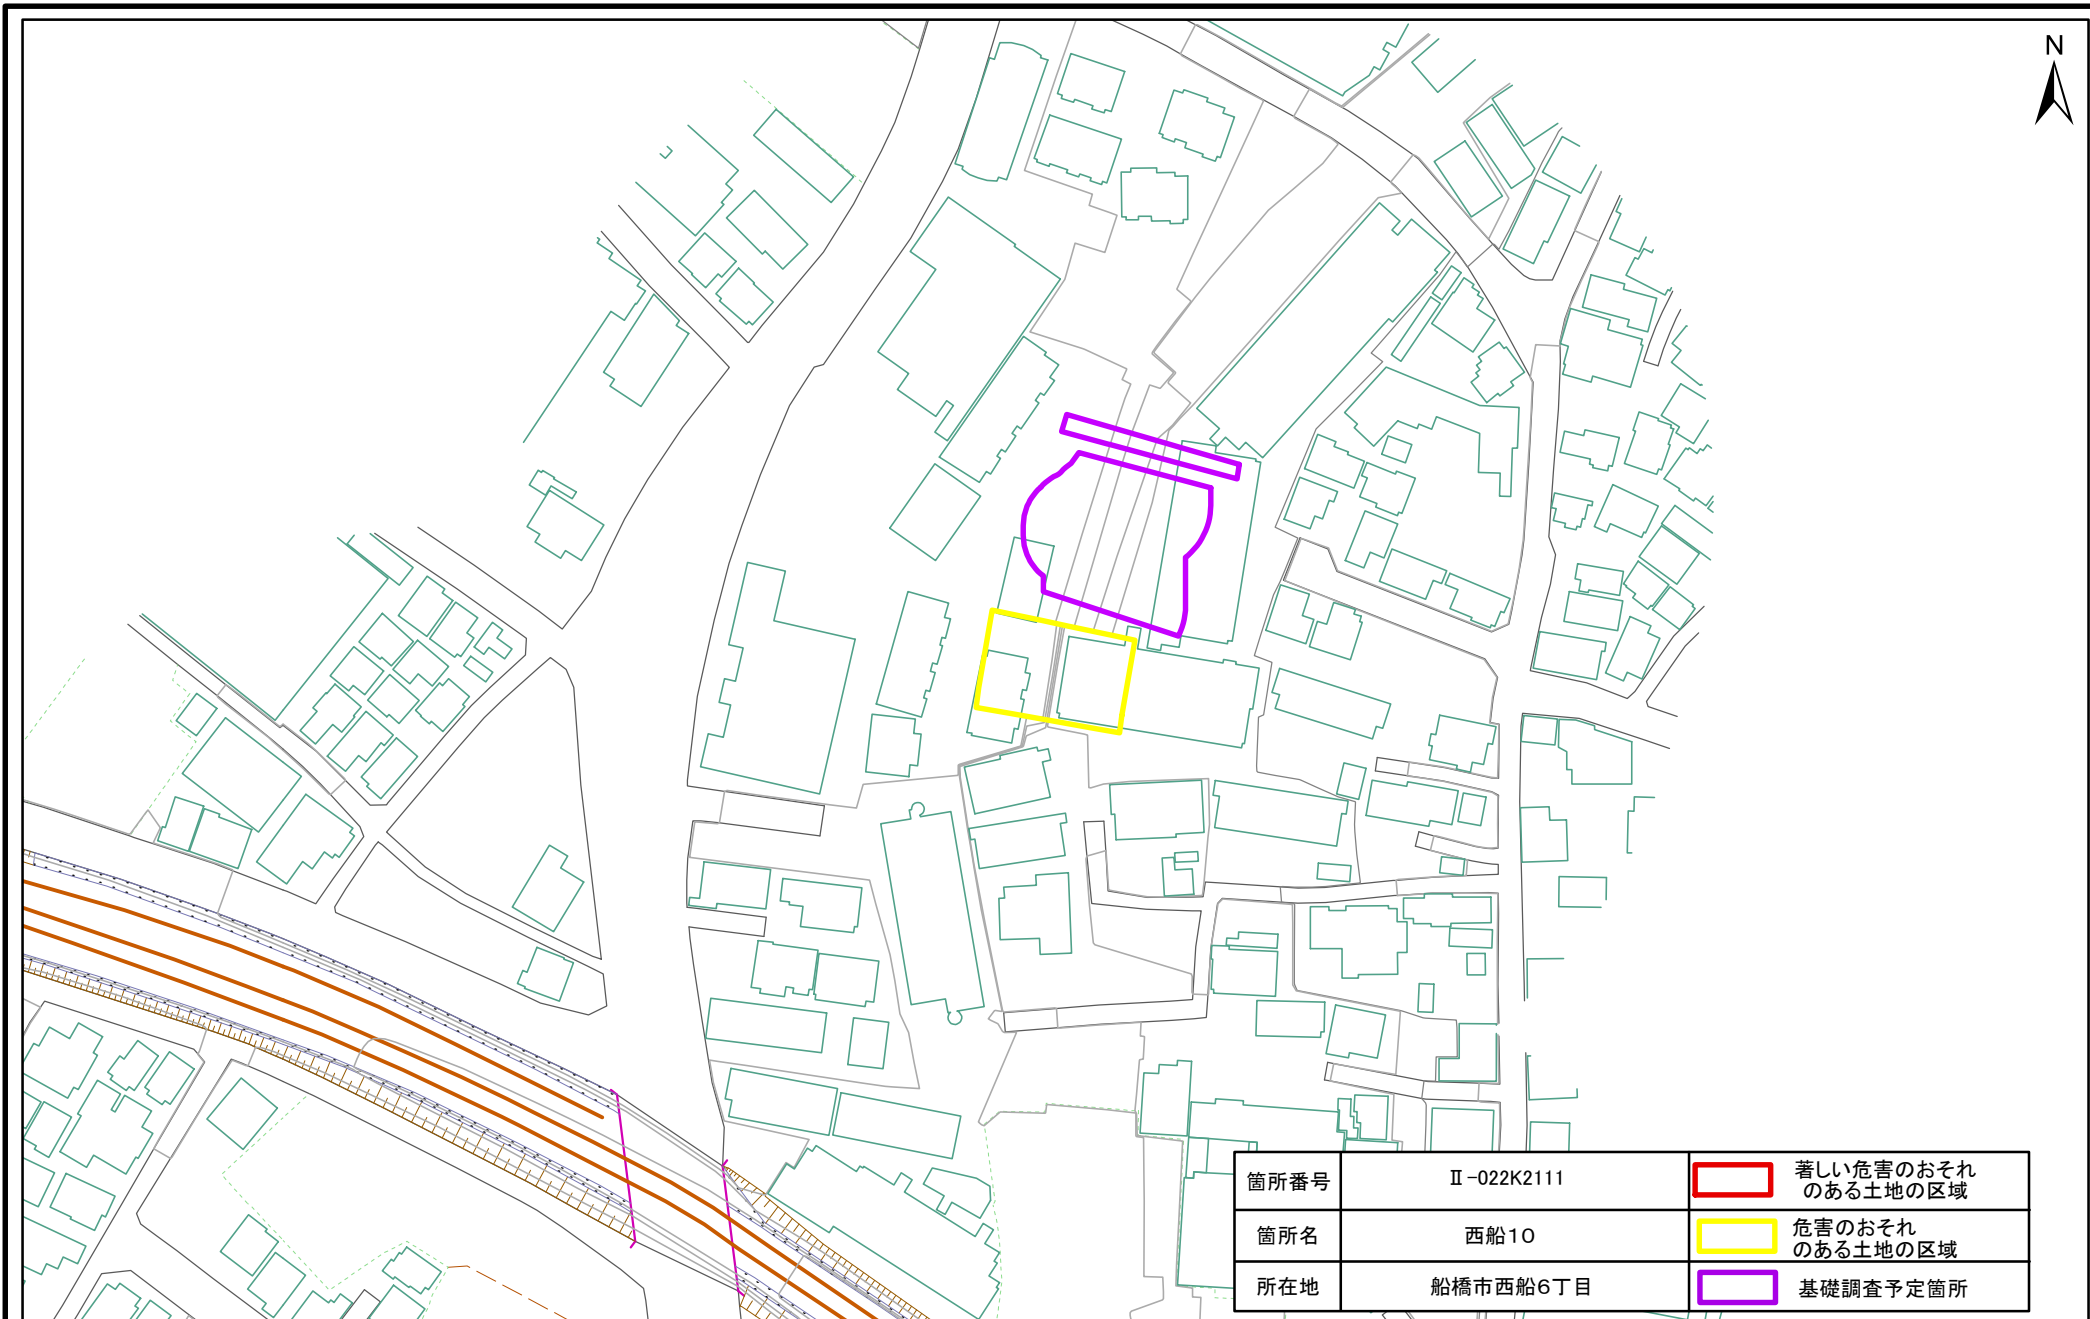 N
箇所番号
Ⅱ-022K2111
著しい危害のおそれ
のある土地の区域
箇所名
西船10
危害のおそれ
のある土地の区域
所在地
船橋市西船6丁目
基礎調査予定箇所